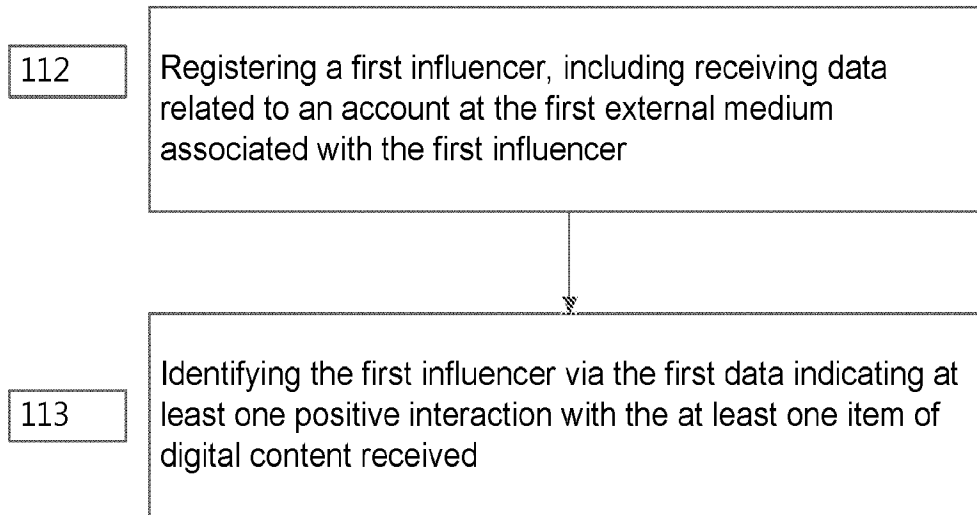 112
Registering a first influencer, including receiving data
related to an account at the first external medium
associated with the first influencer
113
Identifying the first influencer via the first data indicating at
least one positive interaction with the at least one item of
digital content received